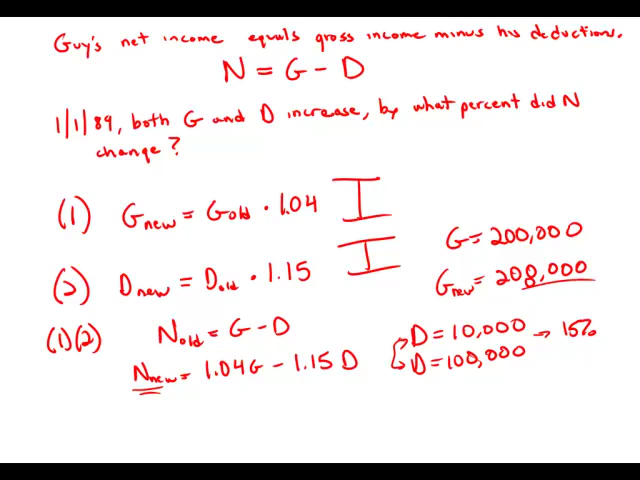 Guy's net income equals gross income minus his deductions.
N = G - D
1/1/89, both G and D increase, by what percent did N
change?
(1) Gnew = Gold · 1.04 I
(2) Dnew = Dold · 1.15 I
G = 200,000
Gnew = 208,000
(1)(2) Nold = G - D
Nnew = 1.04G - 1.15D
D = 10,000 → 15%
D = 100,000